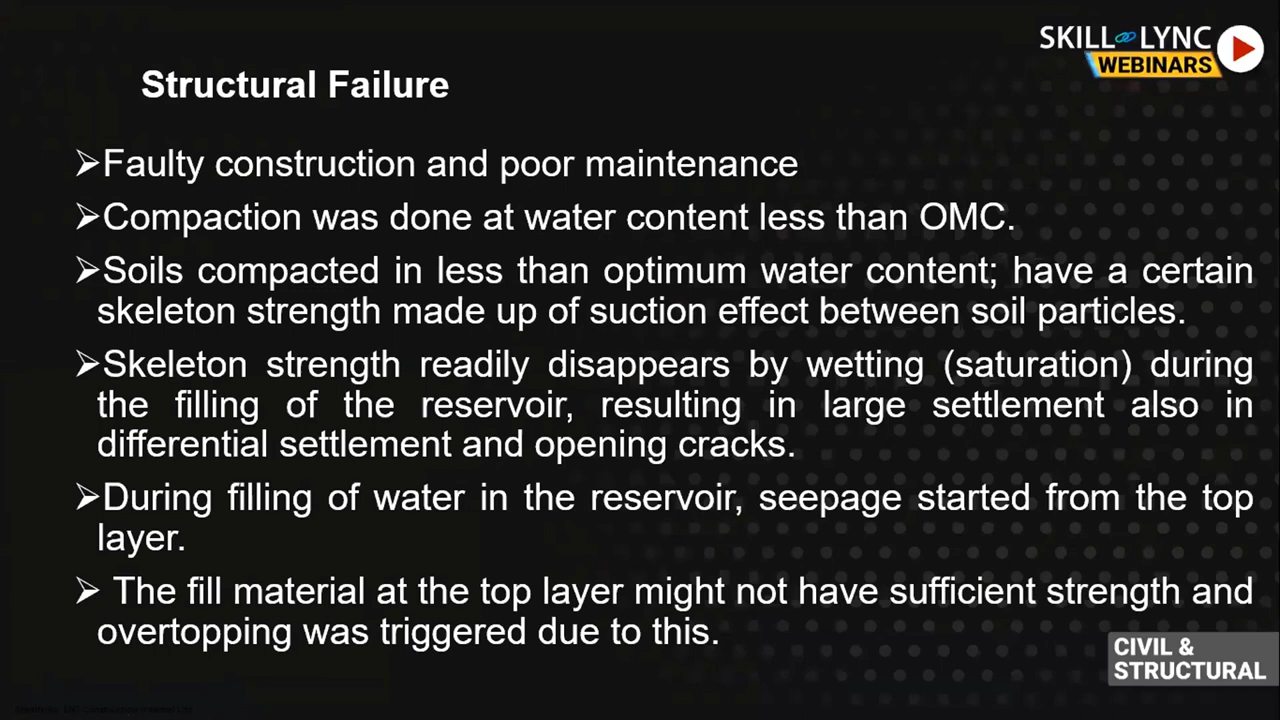 SKILL LYNC
WEBINARS
Structural Failure
➢Faulty construction and poor maintenance
➢Compaction was done at water content less than OMC.
➢Soils compacted in less than optimum water content; have a certain
skeleton strength made up of suction effect between soil particles.
➢Skeleton strength readily disappears by wetting (saturation) during
the filling of the reservoir, resulting in large settlement also in
differential settlement and opening cracks.
➢During filling of water in the reservoir, seepage started from the top
layer.
➢ The fill material at the top layer might not have sufficient strength and
overtopping was triggered due to this.
CIVIL &
STRUCTURAL